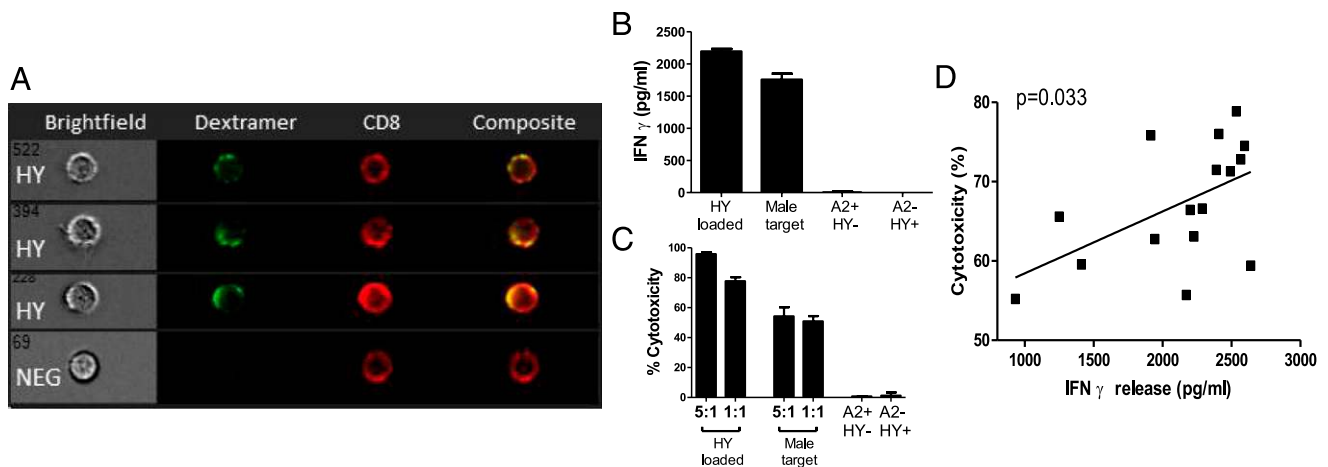 A
Brightfield Dextramer CD8 Composite
522
HY
394
HY
228
HY
69
NEG
B
IFN γ (pg/ml)
2500
2000
1500
1000
500
0
HY loaded
Male target
A2+ HY-
A2- HY+
C
% Cytotoxicity
100
80
60
40
20
0
5:1 1:1 5:1 1:1
A2+ HY-
A2- HY+
HY loaded
Male target
D
p=0.033
Cytotoxicity (%)
80
70
60
50
1000 1500 2000 2500 3000
IFN γ release (pg/ml)